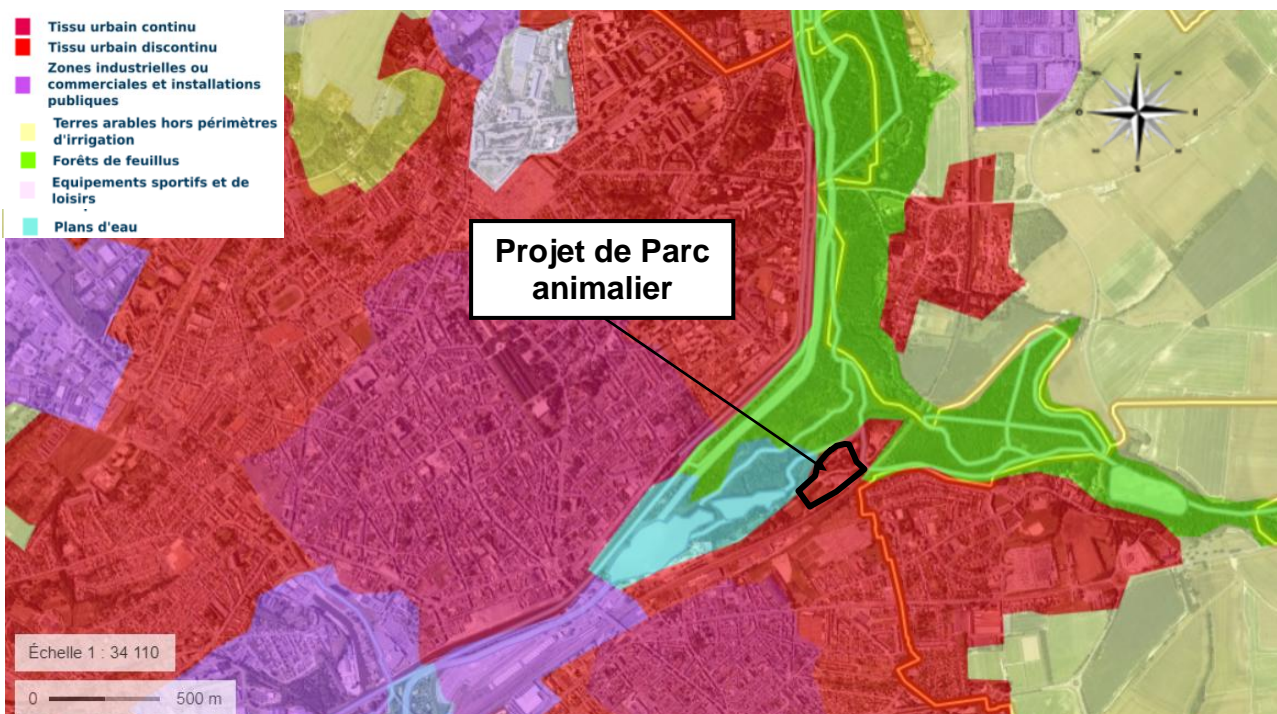 Tissu urbain continu
Tissu urbain discontinu
Zones industrielles ou
commerciales et installations
publiques
Terres arables hors périmètres
d'irrigation
Forêts de feuillus
Equipements sportifs et de
loisirs
Plans d'eau
Projet de Parc
animalier
Échelle 1 : 34 110
0 500 m